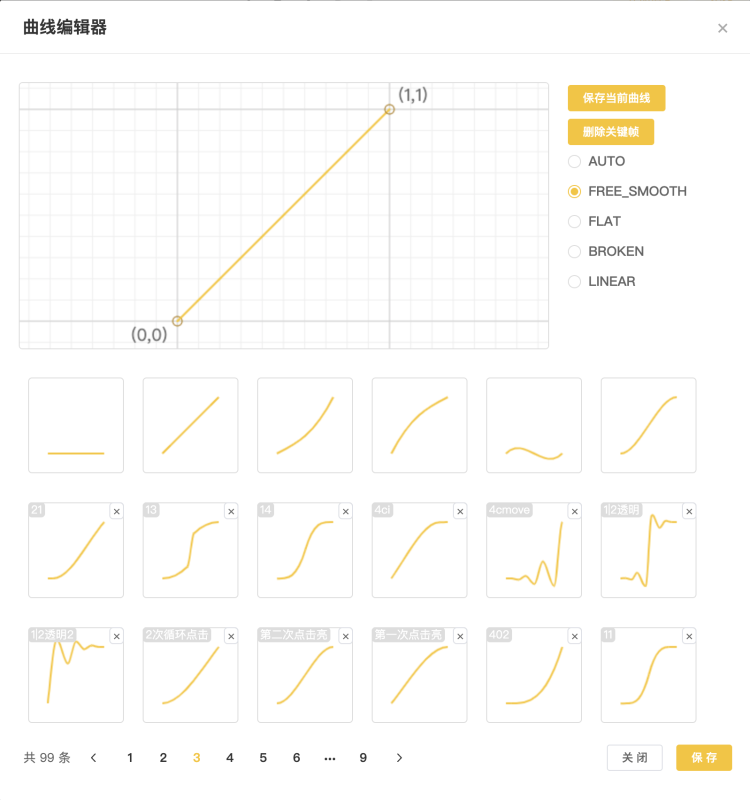 曲线编辑器
(1,1)
(0,0)
保存当前曲线
删除关键帧
AUTO
FREE_SMOOTH
FLAT
BROKEN
LINEAR
21
13
14
4ci
4cmove
1|2透明
1|2透明2
2次循环点击
第二次点击亮
第一次点击亮
402
11
共 99 条 1 2 3 4 5 6 ... 9
关 闭
保 存